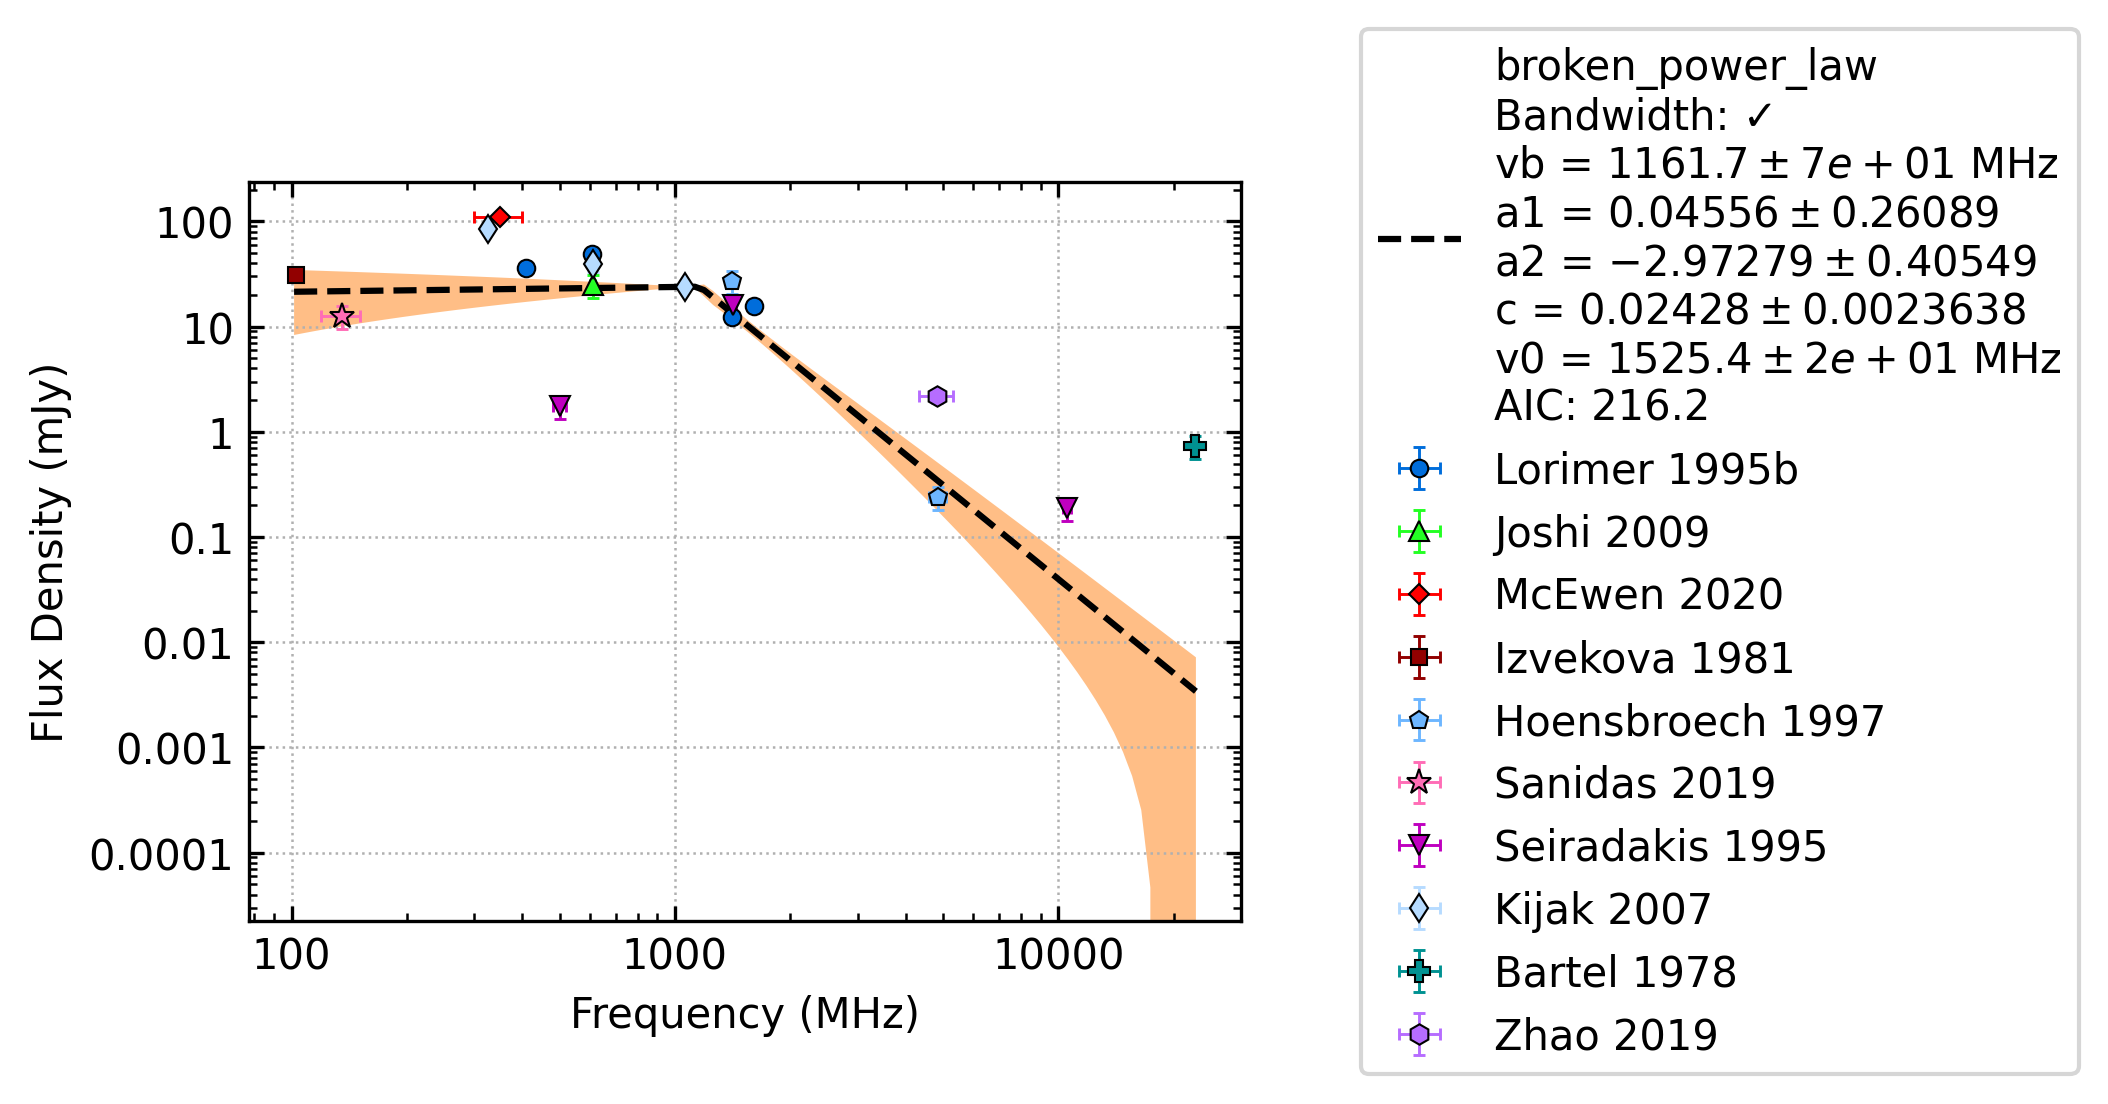 100
10
1
0.1
0.01
0.001
0.0001
Flux Density (mJy)
100
1000
10000
Frequency (MHz)
broken_power_law
Bandwidth: ✓
vb = 1161.7 ± 7e + 01 MHz
a1 = 0.04556 ± 0.26089
a2 = −2.97279 ± 0.40549
c = 0.02428 ± 0.0023638
v0 = 1525.4 ± 2e + 01 MHz
AIC: 216.2
Lorimer 1995b
Joshi 2009
McEwen 2020
Izvekova 1981
Hoensbroech 1997
Sanidas 2019
Seiradakis 1995
Kijak 2007
Bartel 1978
Zhao 2019